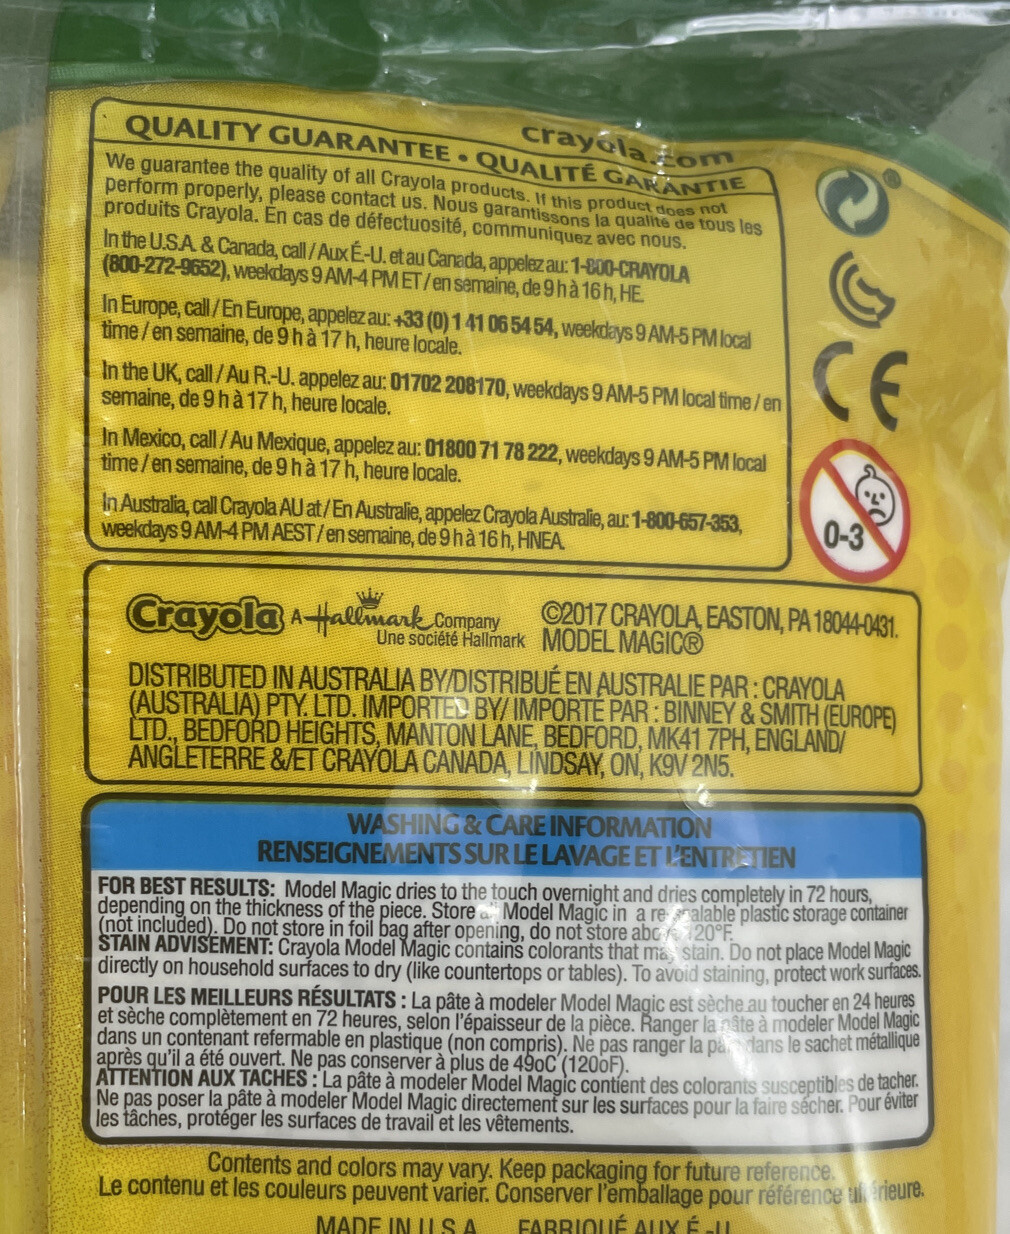 crayola.com
QUALITY GUARANTEE • QUALITÉ GARANTIE
We guarantee the quality of all Crayola products. If this product does not
perform properly, please contact us. Nous garantissons la qualité de tous les
produits Crayola. En cas de défectuosité, communiquez avec nous.
In the U.S.A. & Canada, call / Aux É.-U. et au Canada, appelez au: 1-800-CRAYOLA
(800-272-9652), weekdays 9 AM-4 PM ET / en semaine, de 9 h à 16 h, HE.
In Europe, call / En Europe, appelez au: +33 (0) 1 41 06 54 54, weekdays 9 AM-5 PM local
time / en semaine, de 9 h à 17 h, heure locale.
In the UK, call / Au R.-U. appelez au: 01702 208170, weekdays 9 AM-5 PM local time / en
semaine, de 9 h à 17 h, heure locale.
In Mexico, call / Au Mexique, appelez au: 01800 71 78 222, weekdays 9 AM-5 PM local
time / en semaine, de 9 h à 17 h, heure locale.
In Australia, call Crayola AU at / En Australie, appelez Crayola Australie, au: 1-800-657-353,
weekdays 9 AM-4 PM AEST / en semaine, de 9 h à 16 h, HNEA.
®
CE
0-3
Crayola A Hallmark Company
Une société Hallmark
©2017 CRAYOLA, EASTON, PA 18044-0431.
MODEL MAGIC®
DISTRIBUTED IN AUSTRALIA BY/DISTRIBUÉ EN AUSTRALIE PAR : CRAYOLA
(AUSTRALIA) PTY. LTD. IMPORTED BY/ IMPORTÉ PAR : BINNEY & SMITH (EUROPE)
LTD., BEDFORD HEIGHTS, MANTON LANE, BEDFORD, MK41 7PH, ENGLAND/
ANGLETERRE &/ET CRAYOLA CANADA, LINDSAY, ON, K9V 2N5.
WASHING & CARE INFORMATION
RENSEIGNEMENTS SUR LE LAVAGE ET L'ENTRETIEN
FOR BEST RESULTS: Model Magic dries to the touch overnight and dries completely in 72 hours,
depending on the thickness of the piece. Store all Model Magic in a re-sealable plastic storage container
(not included). Do not store in foil bag after opening, do not store above 120°F.
STAIN ADVISEMENT: Crayola Model Magic contains colorants that may stain. Do not place Model Magic
directly on household surfaces to dry (like countertops or tables). To avoid staining, protect work surfaces.
POUR LES MEILLEURS RÉSULTATS : La pâte à modeler Model Magic est sèche au toucher en 24 heures
et sèche complètement en 72 heures, selon l'épaisseur de la pièce. Ranger la pâte à modeler Model Magic
dans un contenant refermable en plastique (non compris). Ne pas ranger la pâte dans le sachet métallique
après qu'il a été ouvert. Ne pas conserver à plus de 49oC (120oF).
ATTENTION AUX TACHES : La pâte à modeler Model Magic contient des colorants susceptibles de tacher.
Ne pas poser la pâte à modeler Model Magic directement sur les surfaces pour la faire sécher. Pour éviter
les tâches, protéger les surfaces de travail et les vêtements.
Contents and colors may vary. Keep packaging for future reference.
Le contenu et les couleurs peuvent varier. Conserver l'emballage pour référence ultérieure.
MADE IN U.S.A. FABRIQUÉ AUX É.-U.